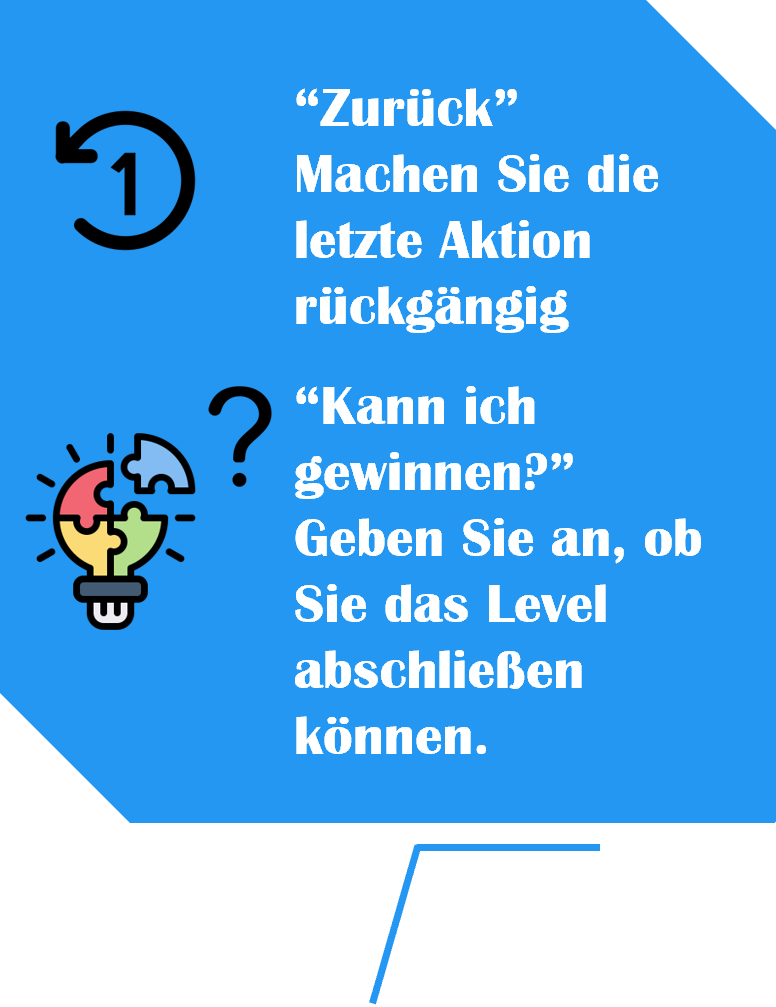 “Zurück”
1
Machen Sie die
letzte Aktion
rückgängig
?
“Kann ich
gewinnen?”
Geben Sie an, ob
Sie das Level
abschließen
können.